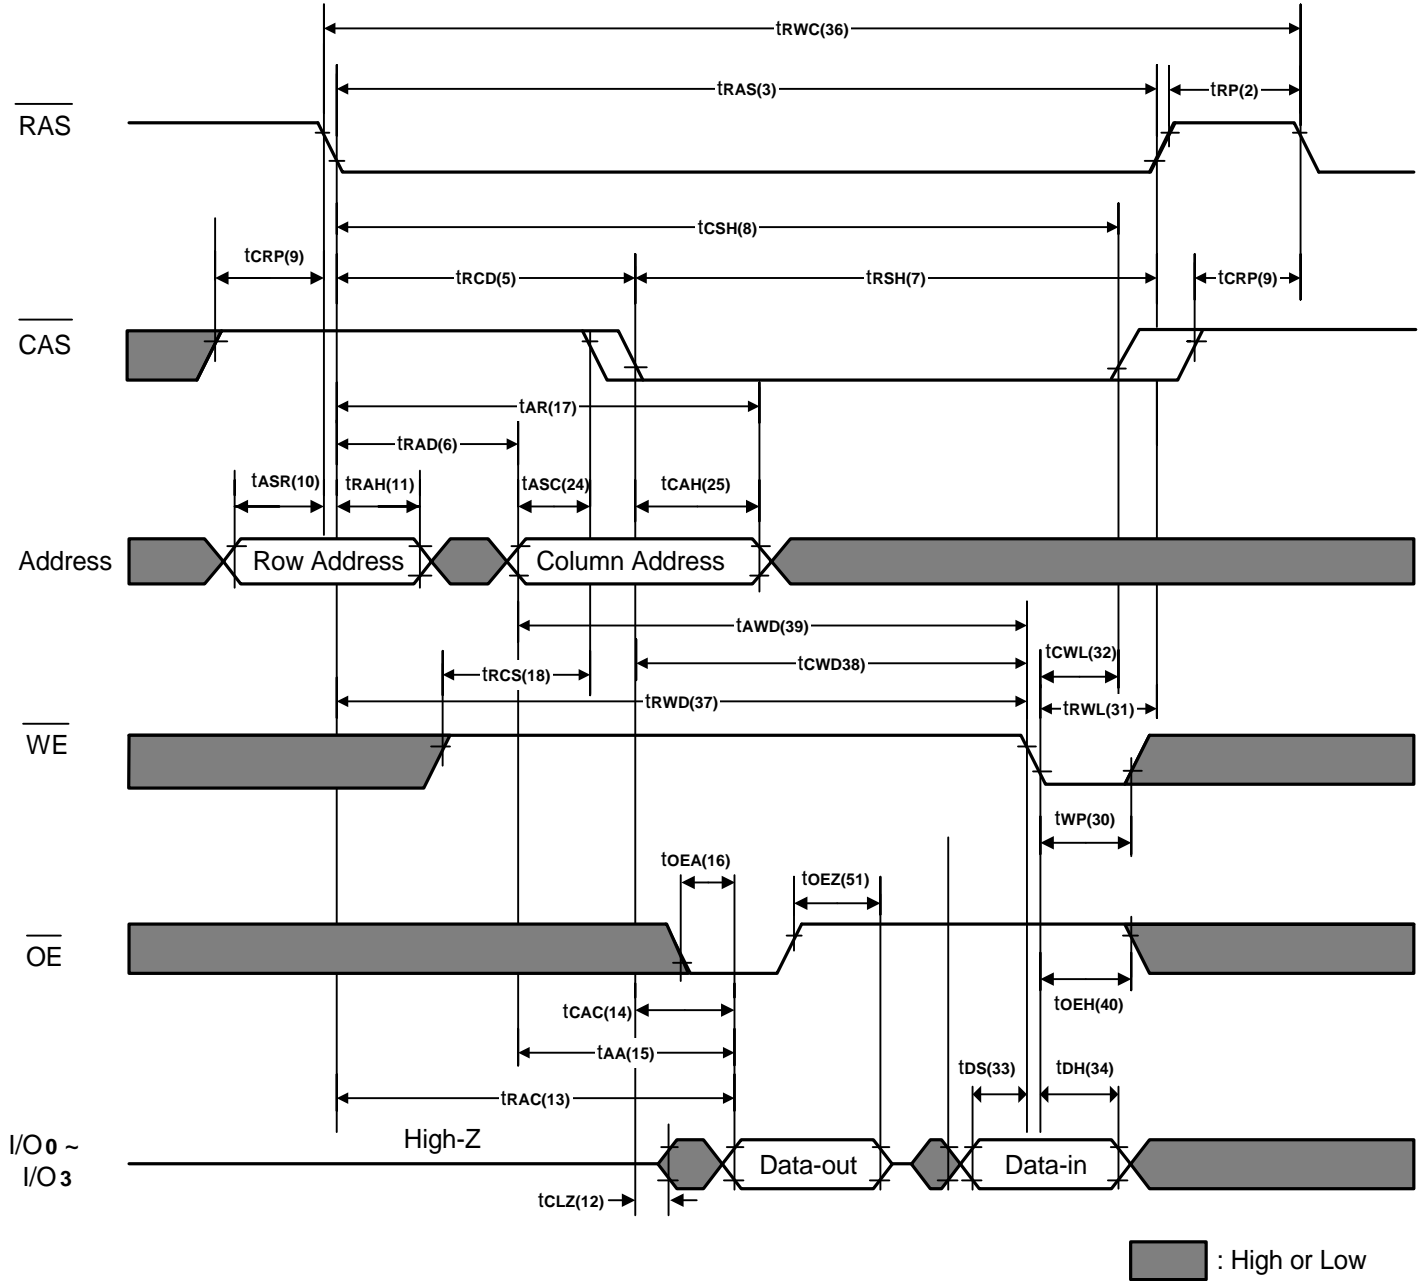 tRWC(36)
tRAS(3)
tRP(2)
RAS
tCSH(8)
tCRP(9)
tRCD(5)
tRSH(7)
tCRP(9)
CAS
tAR(17)
tRAD(6)
tASR(10)
tRAH(11)
tASC(24)
tCAH(25)
Address
Row Address
Column Address
tAWD(39)
tCWD38)
tCWL(32)
tRCS(18)
tRWD(37)
tRWL(31)
WE
tWP(30)
tOEA(16)
tOEZ(51)
OE
tCAC(14)
tOEH(40)
tAA(15)
tDS(33)
tDH(34)
tRAC(13)
High-Z
I/O0 ~
I/O3
Data-out
Data-in
tCLZ(12)
: High or Low